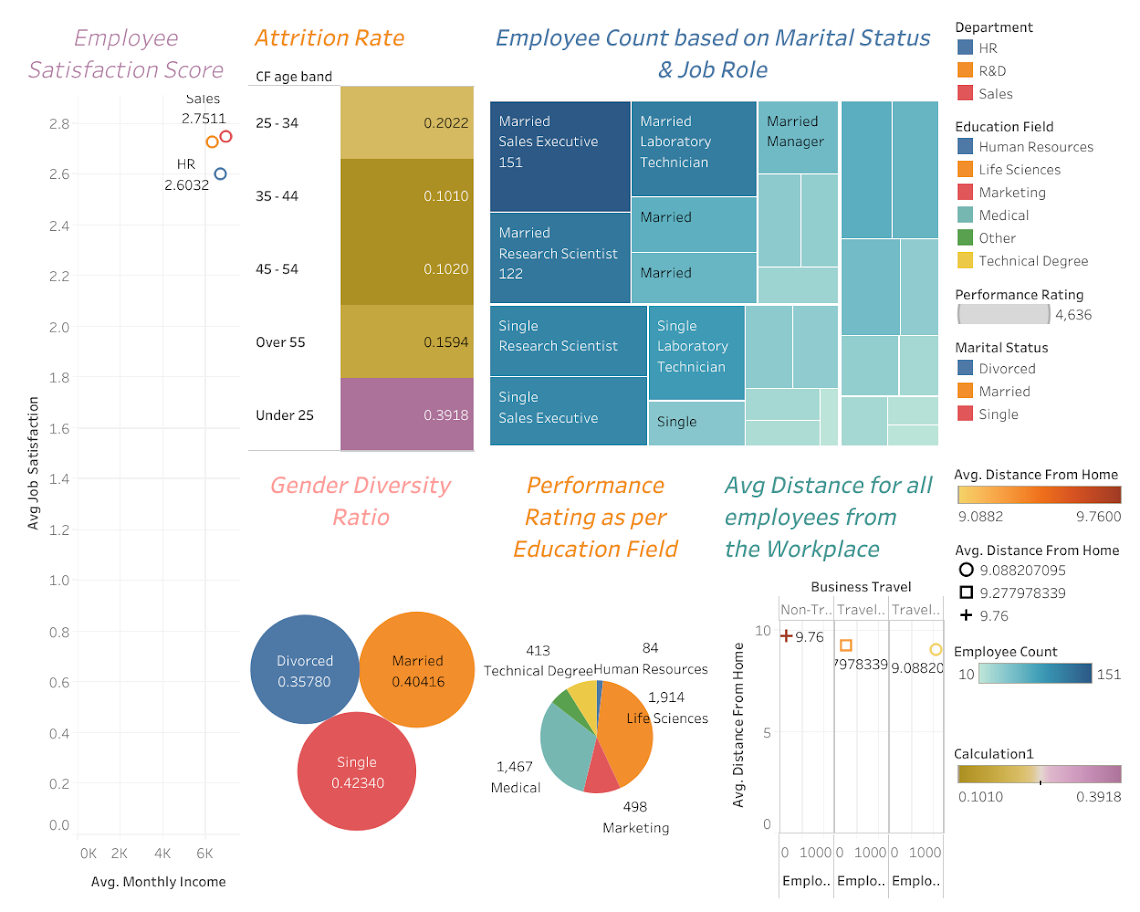 Employee
Satisfaction Score
Sales
2.7511
HR
2.6032
2.8
2.6
2.4
2.2
2.0
1.8
1.6
1.4
1.2
1.0
0.8
0.6
0.4
0.2
0.0
Avg Job Satisfaction
0K 2K 4K 6K
Avg. Monthly Income
Attrition Rate
CF age band
25 - 34 0.2022
35 - 44 0.1010
45 - 54 0.1020
Over 55 0.1594
Under 25 0.3918
Employee Count based on Marital Status
& Job Role
Married
Sales Executive
151
Married
Laboratory
Technician
Married
Manager
Married
Research Scientist
122
Married
Married
Single
Research Scientist
Single
Laboratory
Technician
Single
Sales Executive
Single
Gender Diversity
Ratio
Divorced
0.35780
Married
0.40416
Single
0.42340
Performance
Rating as per
Education Field
413
Technical Degree
84
Human Resources
1,914
Life Sciences
1,467
Medical
498
Marketing
Avg Distance for all
employees from
the Workplace
Business Travel
Non-Tr.. Travel.. Travel..
10
5
0
Avg. Distance From Home
9.76
7978339
9.08820
0 1000 0 1000 0 1000
Emplo.. Emplo.. Emplo..
Department
HR
R&D
Sales
Education Field
Human Resources
Life Sciences
Marketing
Medical
Other
Technical Degree
Performance Rating
4,636
Marital Status
Divorced
Married
Single
Avg. Distance From Home
9.0882 9.7600
Avg. Distance From Home
9.088207095
9.277978339
9.76
Employee Count
10 151
Calculation1
0.1010 0.3918